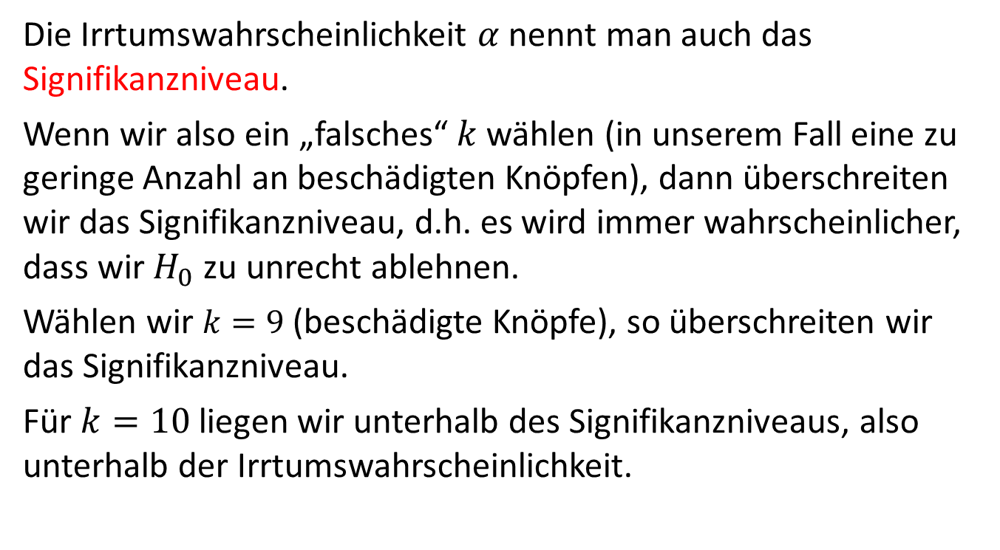 Die Irrtumswahrscheinlichkeit α nennt man auch das
Signifikanzniveau.
Wenn wir also ein „falsches“ k wählen (in unserem Fall eine zu
geringe Anzahl an beschädigten Knöpfen), dann überschreiten
wir das Signifikanzniveau, d.h. es wird immer wahrscheinlicher,
dass wir H₀ zu unrecht ablehnen.
Wählen wir k = 9 (beschädigte Knöpfe), so überschreiten wir
das Signifikanzniveau.
Für k = 10 liegen wir unterhalb des Signifikanzniveaus, also
unterhalb der Irrtumswahrscheinlichkeit.